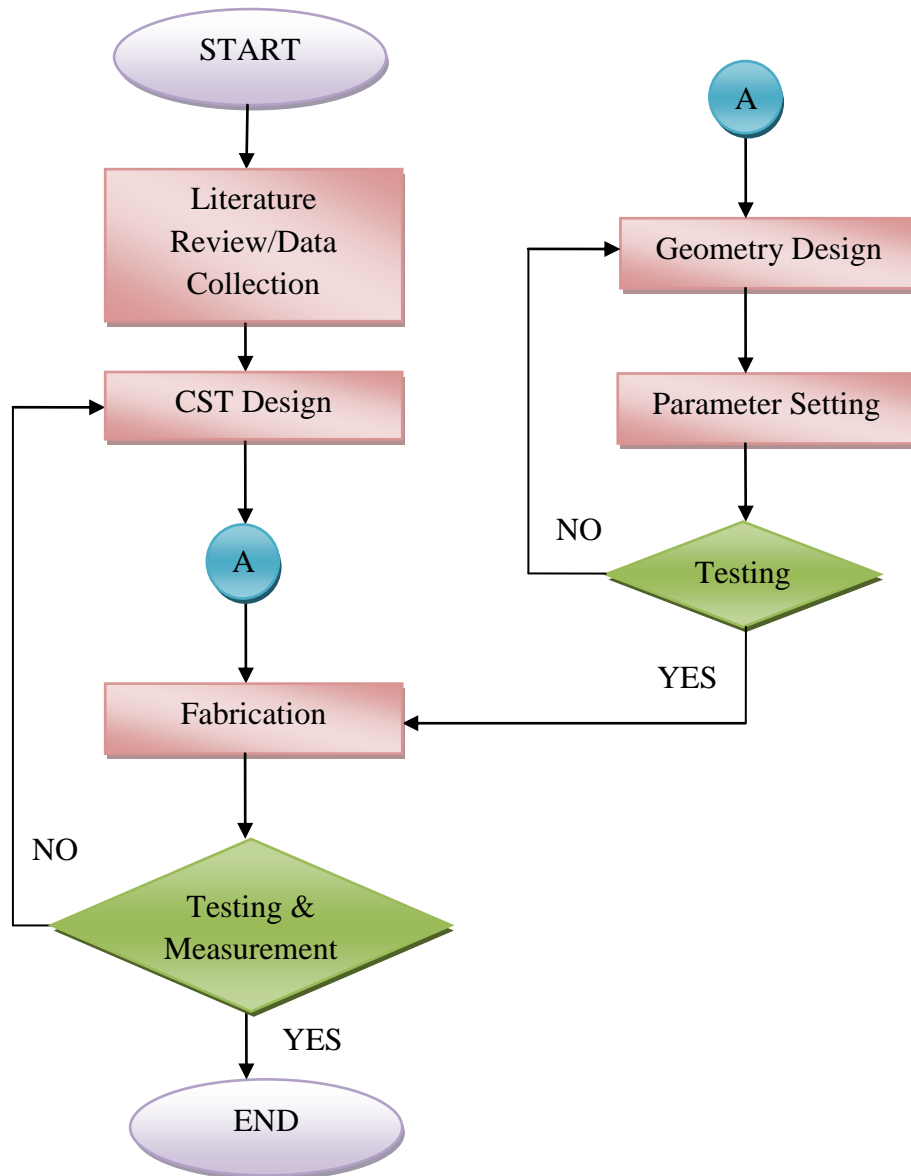 START
Literature
Review/Data
Collection
CST Design
A
Fabrication
NO
Testing &
Measurement
YES
END
A
Geometry Design
Parameter Setting
NO
Testing
YES